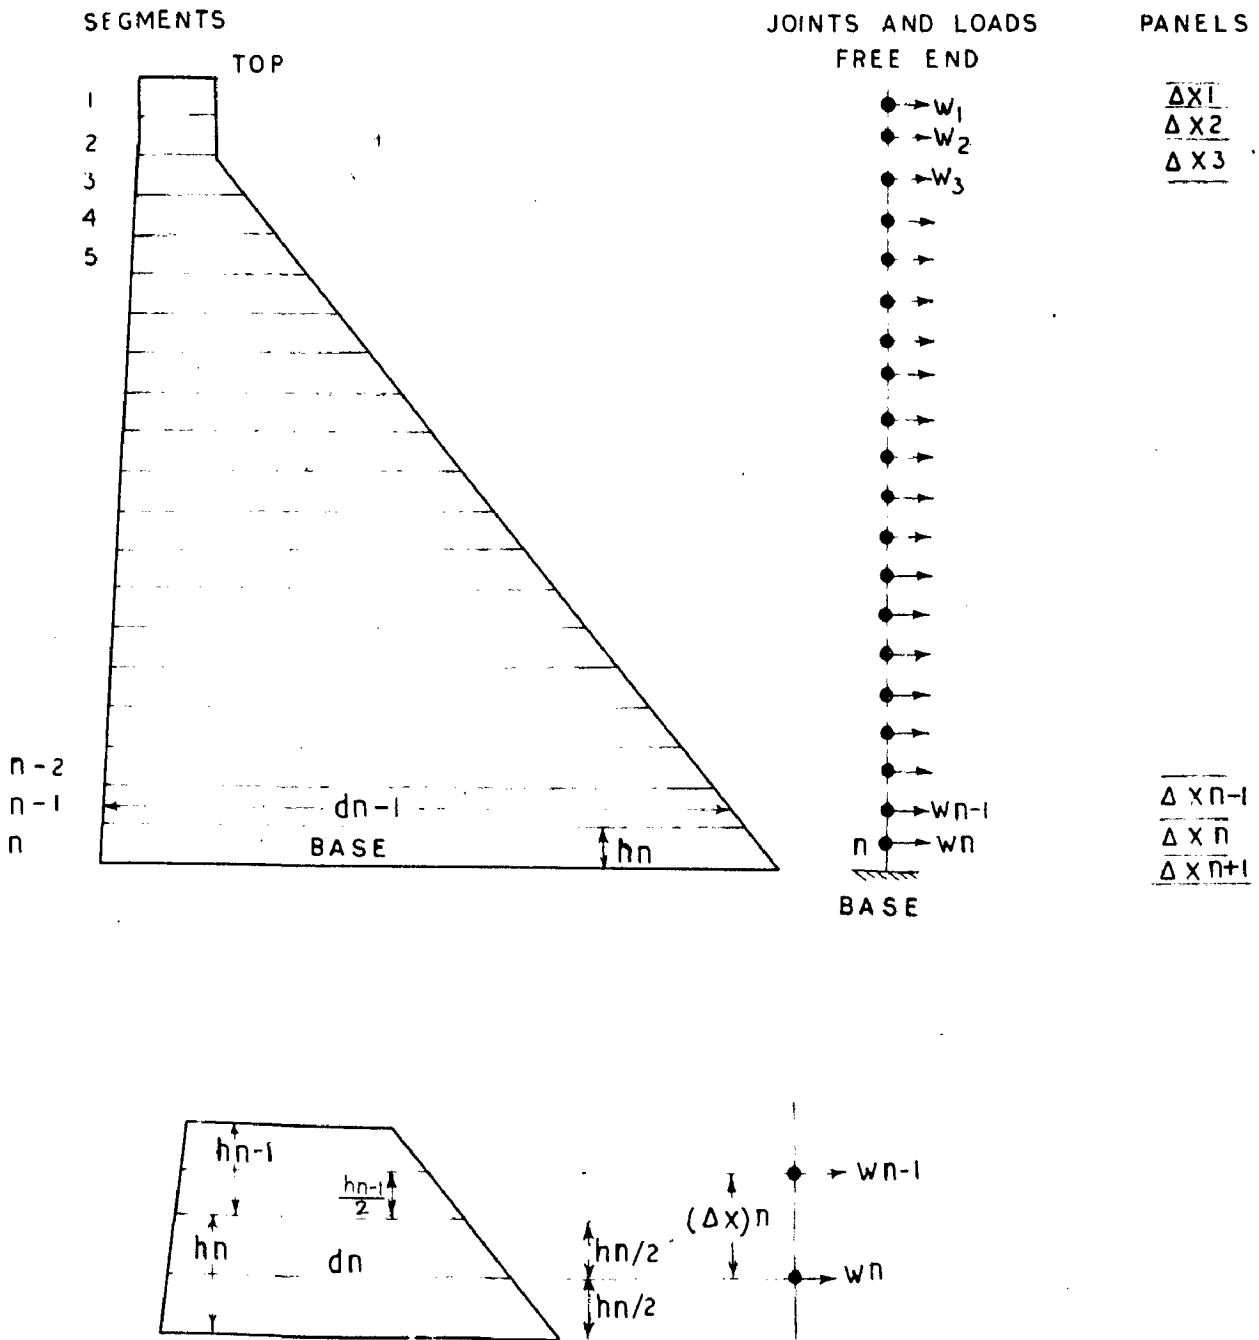 SEGMENTS
JOINTS AND LOADS
PANELS
TOP
FREE END
1
W1
ΔX1
2
W2
ΔX2
3
W3
ΔX3
4
5
n-2
n-1
dn-1
Wn-1
ΔXn-1
n
BASE
hn
n
Wn
ΔXn
ΔXn+1
BASE
hn-1
hn-1/2
Wn-1
(Δx)n
hn
dn
hn/2
Wn
hn/2